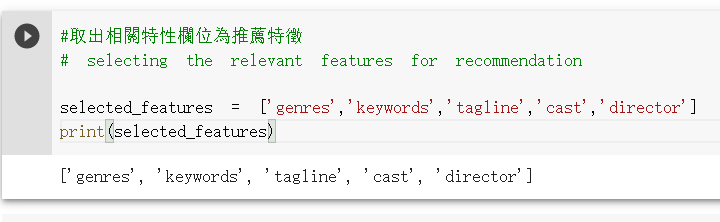 #取出相關特性欄位為推薦特徵
# selecting the relevant features for recommendation
selected_features = ['genres','keywords','tagline','cast','director']
print(selected_features)
['genres', 'keywords', 'tagline', 'cast', 'director']